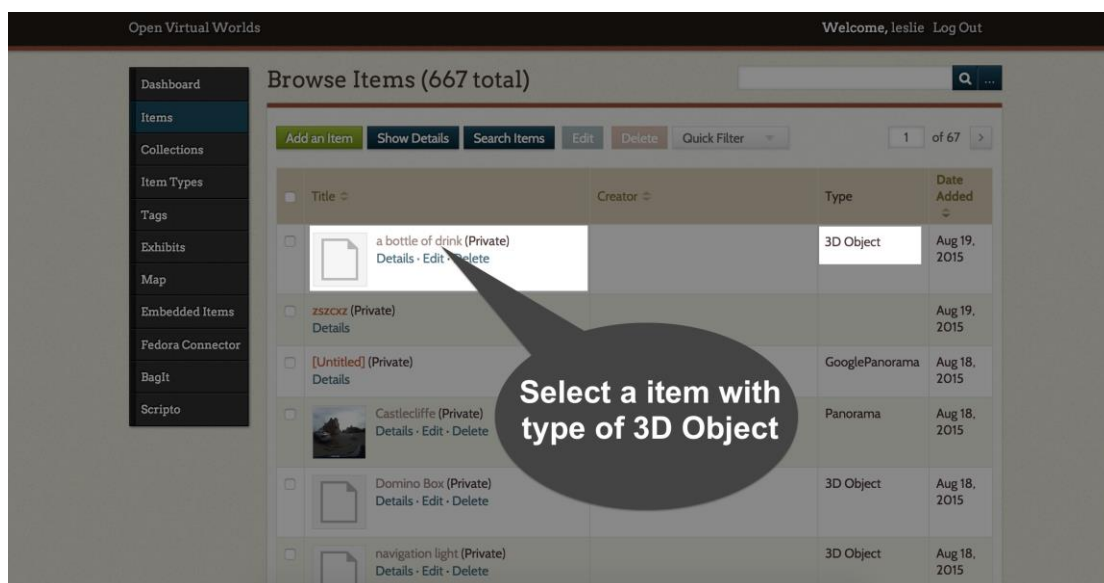 Open Virtual Worlds
Welcome, leslie Log Out
Dashboard
Items
Collections
Item Types
Tags
Exhibits
Map
Embedded Items
Fedora Connector
BagIt
Scripto
Browse Items (667 total)
...
Add an Item Show Details Search Items Edit Delete Quick Filter 1 of 67 >
Title Creator Type Date Added
a bottle of drink (Private) 3D Object Aug 19, 2015
Details · Edit · Delete
zszcxz (Private) Aug 19, 2015
Details
[Untitled] (Private) GooglePanorama Aug 18, 2015
Details
Castlecliffe (Private) Panorama Aug 18, 2015
Details · Edit · Delete
Domino Box (Private) 3D Object Aug 18, 2015
Details · Edit · Delete
navigation light (Private) 3D Object Aug 18, 2015
Details · Edit · Delete
Select a item with
type of 3D Object